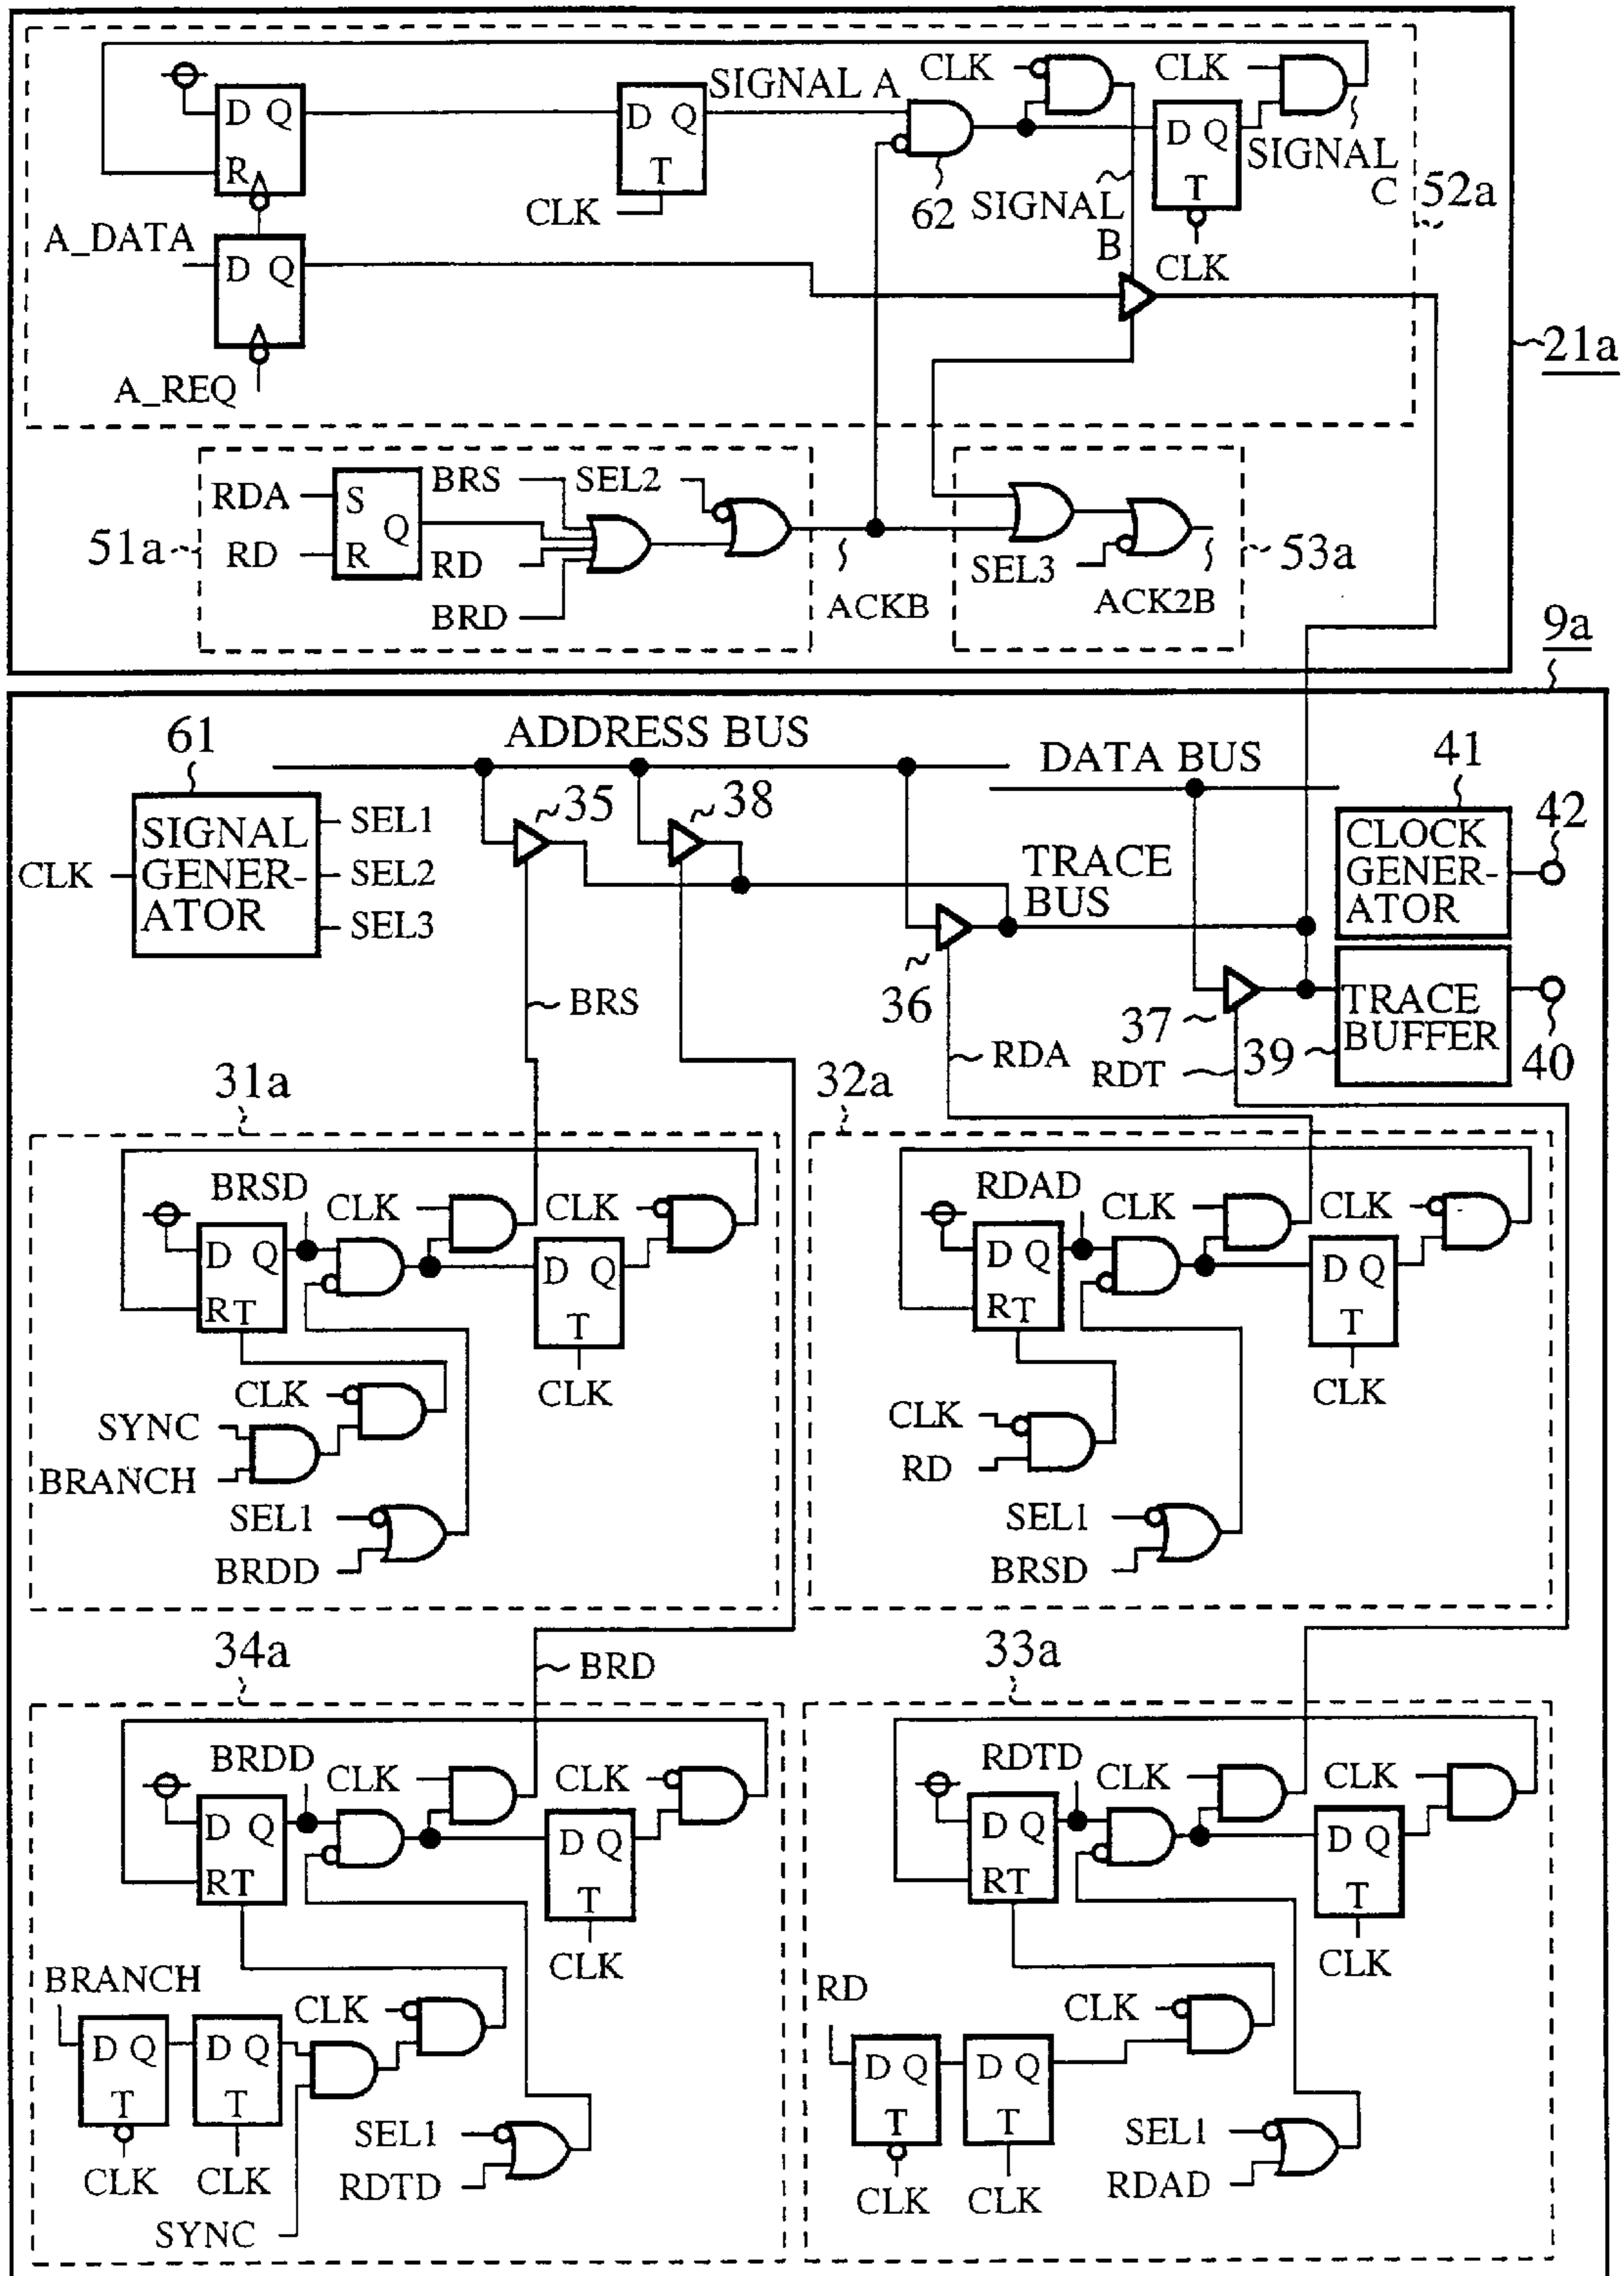 CLK
CLK
SIGNAL A
D Q
R
D Q
T
CLK
62
D Q
T
CLK
SIGNAL
B
SIGNAL
C
52a
A_DATA
D Q
A_REQ
21a
51a
RDA
RD
S
Q
R
BRS
RD
BRD
SEL2
ACKB
SEL3
ACK2B
53a
9a
61
CLK
SIGNAL
GENER-
ATOR
SEL1
SEL2
SEL3
ADDRESS BUS
DATA BUS
35
38
TRACE
BUS
36
37
41
CLOCK
GENER-
ATOR
42
39
TRACE
BUFFER
40
BRS
RDA
RDT
31a
BRSD
CLK
CLK
D Q
RT
D Q
T
CLK
CLK
SYNC
BRANCH
SEL1
BRDD
32a
RDAD
CLK
CLK
D Q
RT
D Q
T
CLK
CLK
RD
SEL1
BRSD
34a
BRD
BRDD
CLK
CLK
D Q
RT
D Q
T
CLK
BRANCH
CLK
D Q
T
CLK
D Q
T
CLK
SYNC
SEL1
RDTD
33a
RDTD
CLK
CLK
D Q
RT
D Q
T
CLK
RD
CLK
D Q
T
CLK
D Q
T
CLK
SEL1
RDAD